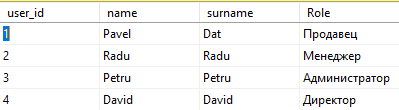 user_id name surname Role
1 Pavel Dat Продавец
2 Radu Radu Менеджер
3 Petru Petru Администратор
4 David David Директор